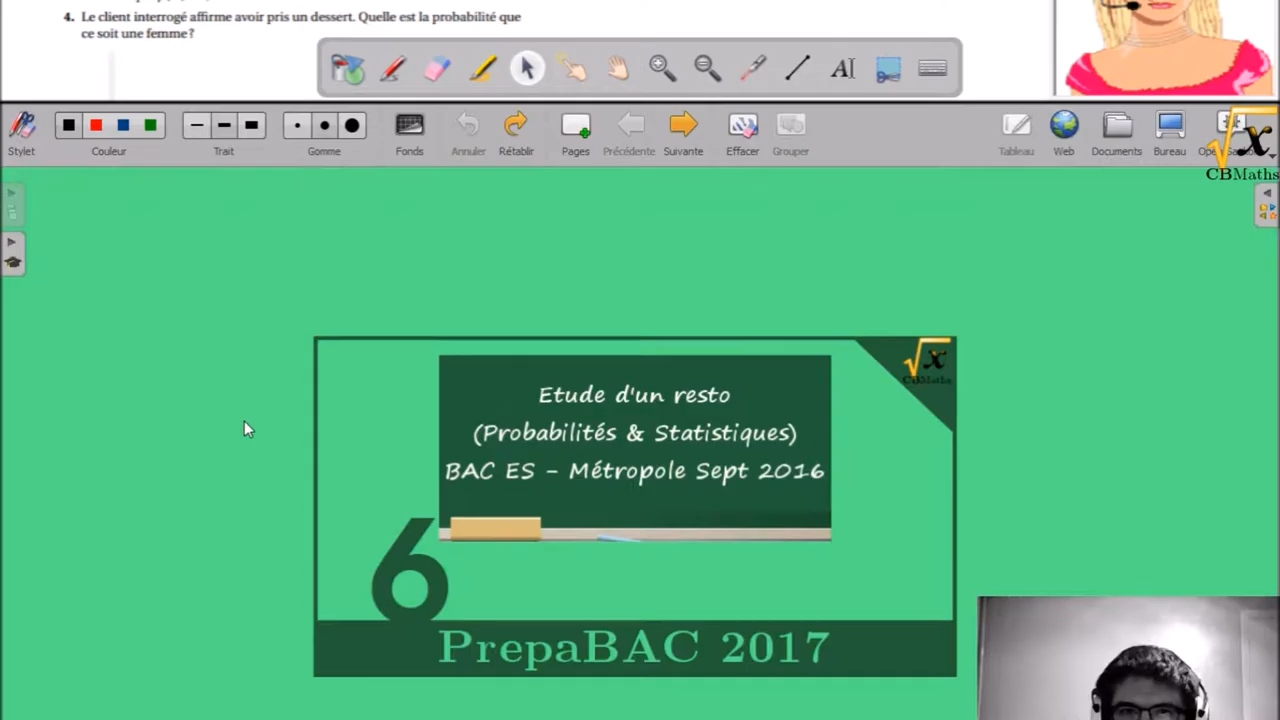 4. Le client interrogé affirme avoir pris un dessert. Quelle est la probabilité que
ce soit une femme ?
Stylet
Couleur
Trait
Gomme
Fonds
Annuler
Rétablir
Pages
Précédente
Suivante
Effacer
Grouper
Tableau
Web
Documents
Bureau
√x
CBMaths
√x
CBMaths
Etude d'un resto
(Probabilités & Statistiques)
BAC ES - Métropole Sept 2016
6
PrepaBAC 2017